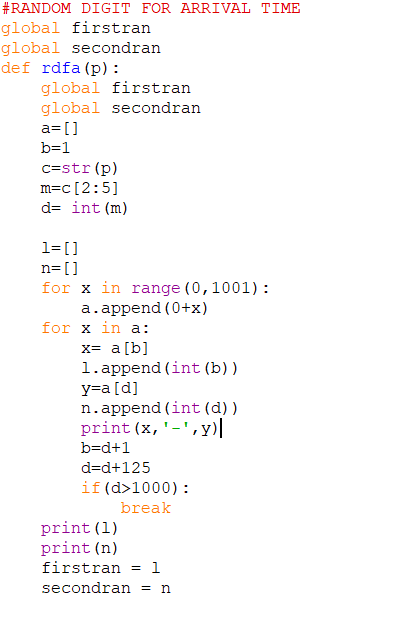 #RANDOM DIGIT FOR ARRIVAL TIME
global firstran
global secondran
def rdfa(p):
    global firstran
    global secondran
    a=[]
    b=1
    c=str(p)
    m=c[2:5]
    d= int(m)

    l=[]
    n=[]
    for x in range(0,1001):
        a.append(0+x)
    for x in a:
        x= a[b]
        l.append(int(b))
        y=a[d]
        n.append(int(d))
        print(x,'-',y)
        b=d+1
        d=d+125
        if(d>1000):
            break
    print(l)
    print(n)
    firstran = l
    secondran = n